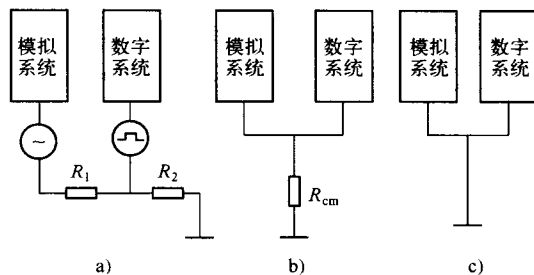 模拟 数字 模拟 数字 模拟 数字
系统 系统 系统 系统 系统 系统
~
R₁ R₂
Rcm
a) b) c)